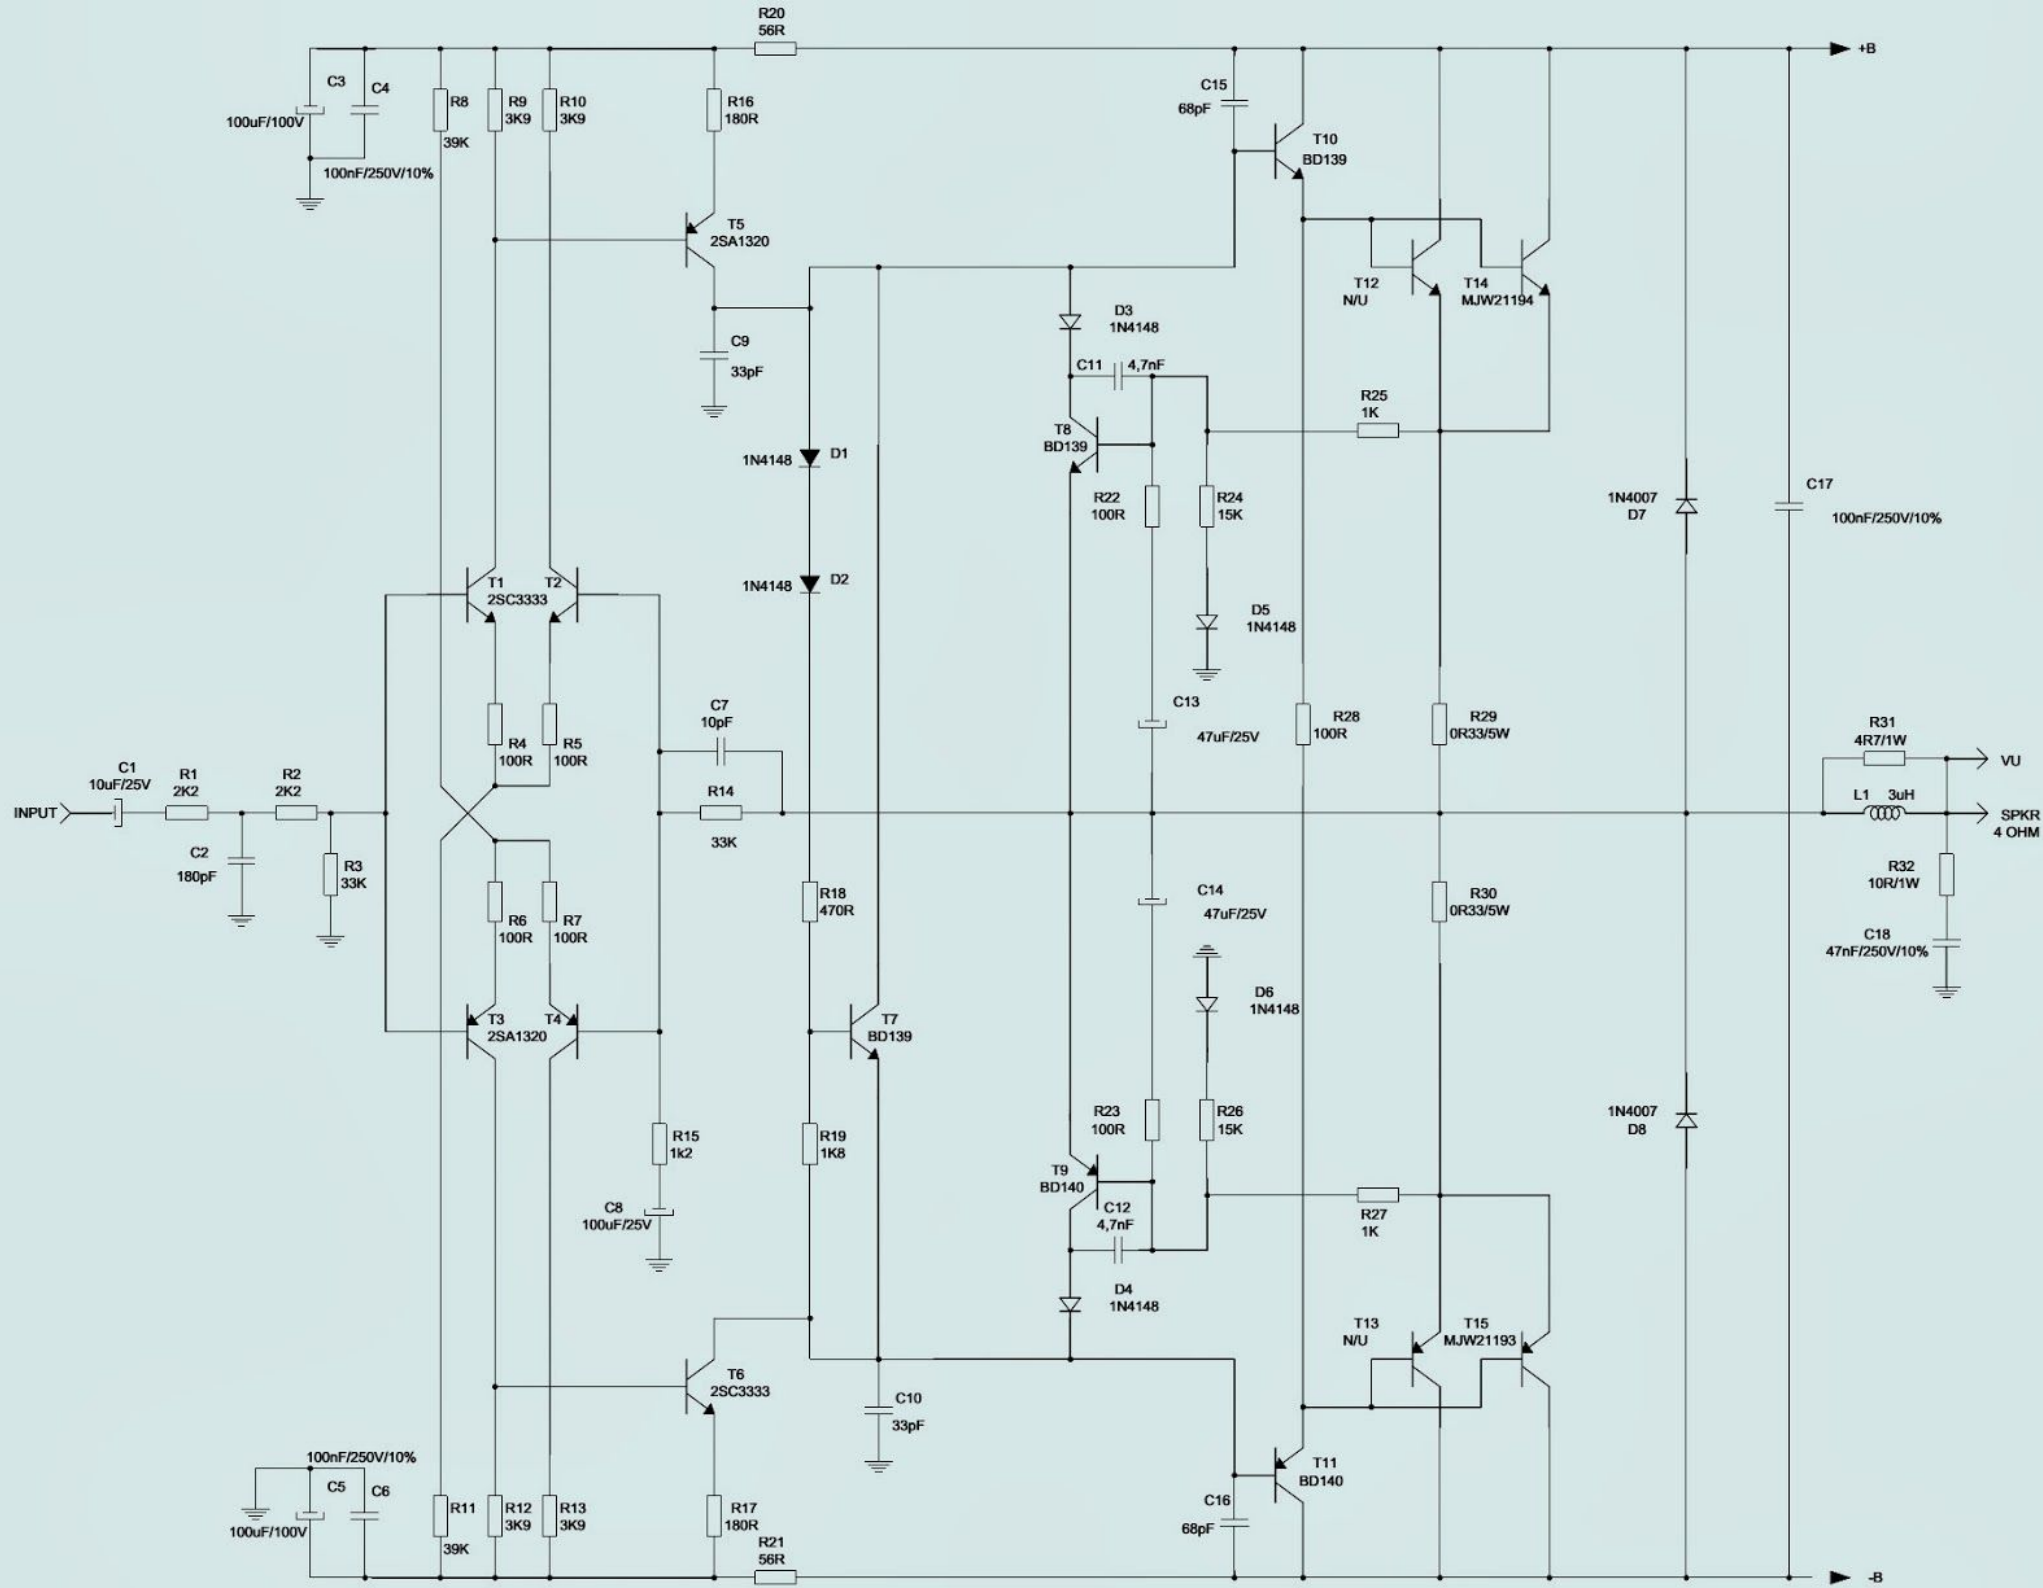 R20
56R
+B
C3
C4
100uF/100V
R8
39K
R9
3K9
R10
3K9
R16
180R
C15
68pF
100nF/250V/10%
T10
BD139
T5
2SA1320
T12
N/U
T14
MJW21194
D3
1N4148
C9
33pF
C11
4,7nF
R25
1K
T8
BD139
1N4148
D1
R22
100R
R24
15K
1N4007
D7
C17
100nF/250V/10%
T1
T2
2SC3333
1N4148
D2
D5
1N4148
C7
10pF
C13
47uF/25V
R28
100R
R29
0R33/5W
R31
4R7/1W
VU
R4
100R
R5
100R
C1
10uF/25V
R1
2K2
R2
2K2
INPUT
R14
33K
L1
3uH
SPKR
4 OHM
C2
180pF
R3
33K
R18
470R
C14
47uF/25V
R30
0R33/5W
R32
10R/1W
R6
100R
R7
100R
C18
47nF/250V/10%
D6
1N4148
T3
T4
2SA1320
T7
BD139
R15
1k2
R19
1K8
R23
100R
R26
15K
1N4007
D8
T9
BD140
C8
100uF/25V
C12
4,7nF
R27
1K
D4
1N4148
T13
N/U
T15
MJW21193
T6
2SC3333
C10
33pF
100nF/250V/10%
C5
C6
100uF/100V
R11
39K
R12
3K9
R13
3K9
R17
180R
T11
BD140
C16
68pF
R21
56R
-B